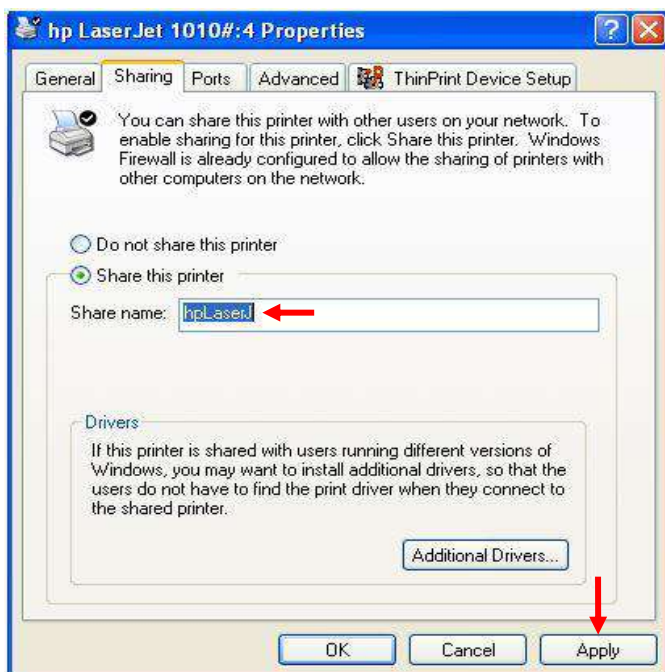 hp LaserJet 1010#:4 Properties
General Sharing Ports Advanced ThinPrint Device Setup
You can share this printer with other users on your network. To
enable sharing for this printer, click Share this printer. Windows
Firewall is already configured to allow the sharing of printers with
other computers on the network.
Do not share this printer
Share this printer
Share name: hpLaserJ
Drivers
If this printer is shared with users running different versions of
Windows, you may want to install additional drivers, so that the
users do not have to find the print driver when they connect to
the shared printer.
Additional Drivers...
OK Cancel Apply